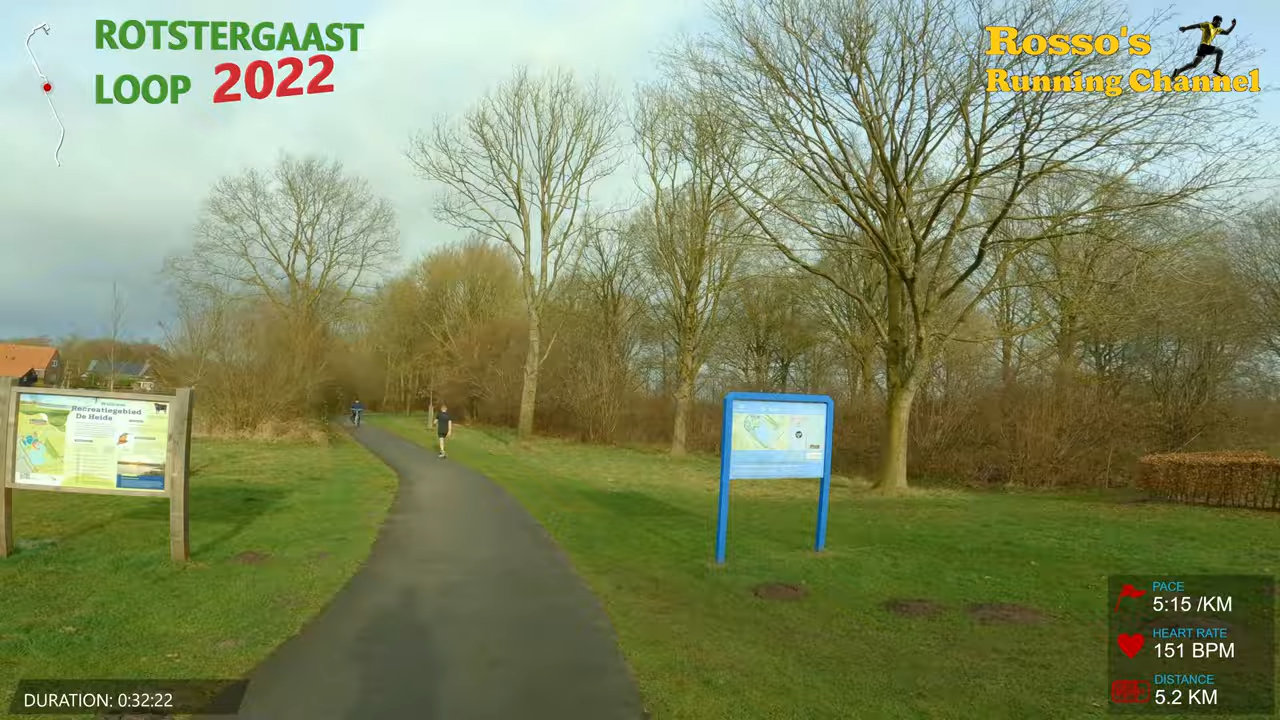 ROTSTERGAAST
LOOP 2022
Rosso's
Running Channel
Recreatiegebied
De Heide
PACE
5:15 /KM
HEART RATE
151 BPM
DISTANCE
5.2 KM
DURATION: 0:32:22